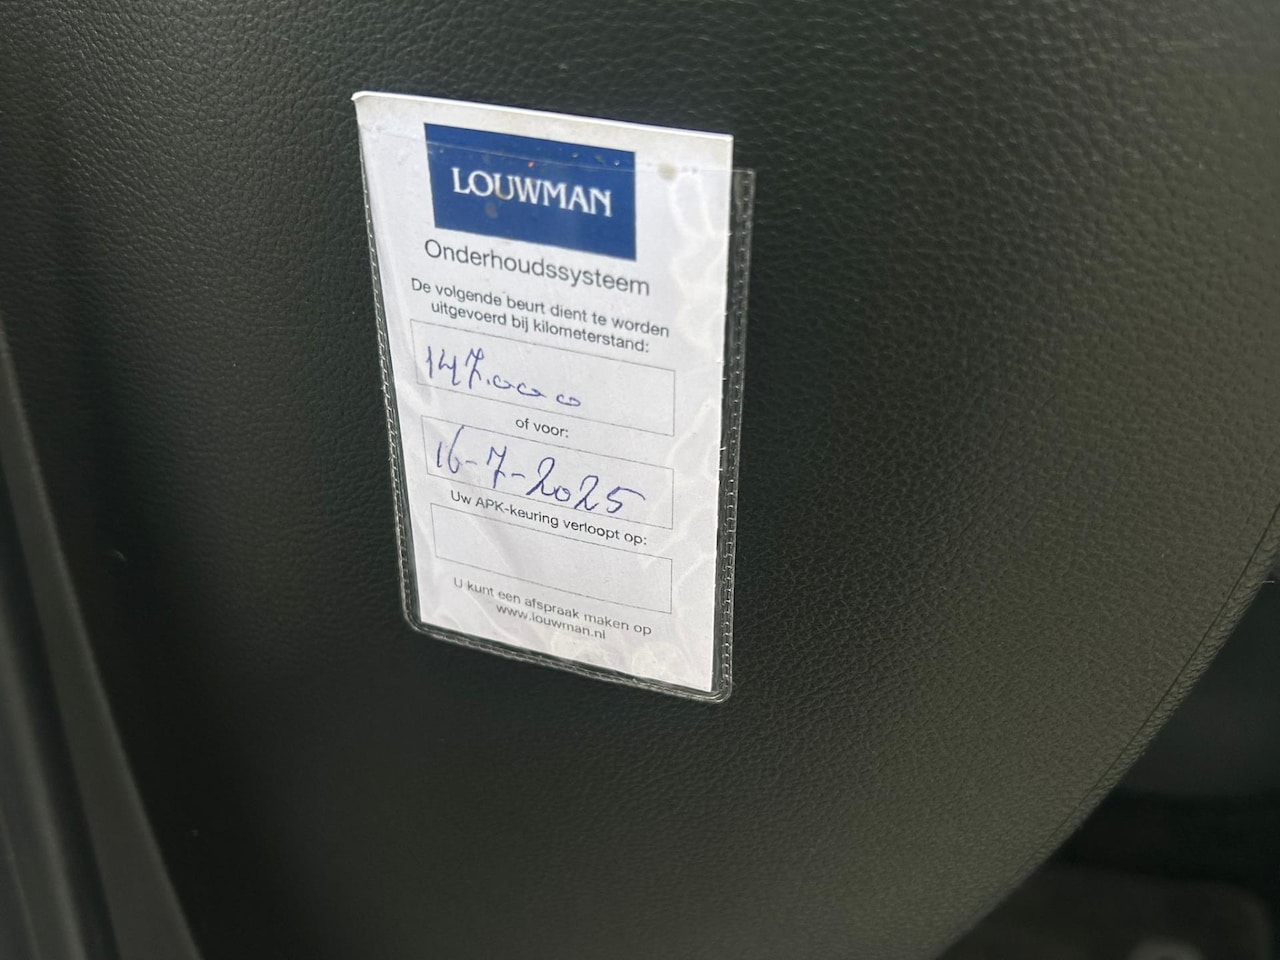 LOUWMAN
Onderhoudssysteem
De volgende beurt dient te worden
uitgevoerd bij kilometerstand:
147.000
of voor:
16-7-2025
Uw APK-keuring verloopt op:
U kunt een afspraak maken op
www.louwman.nl